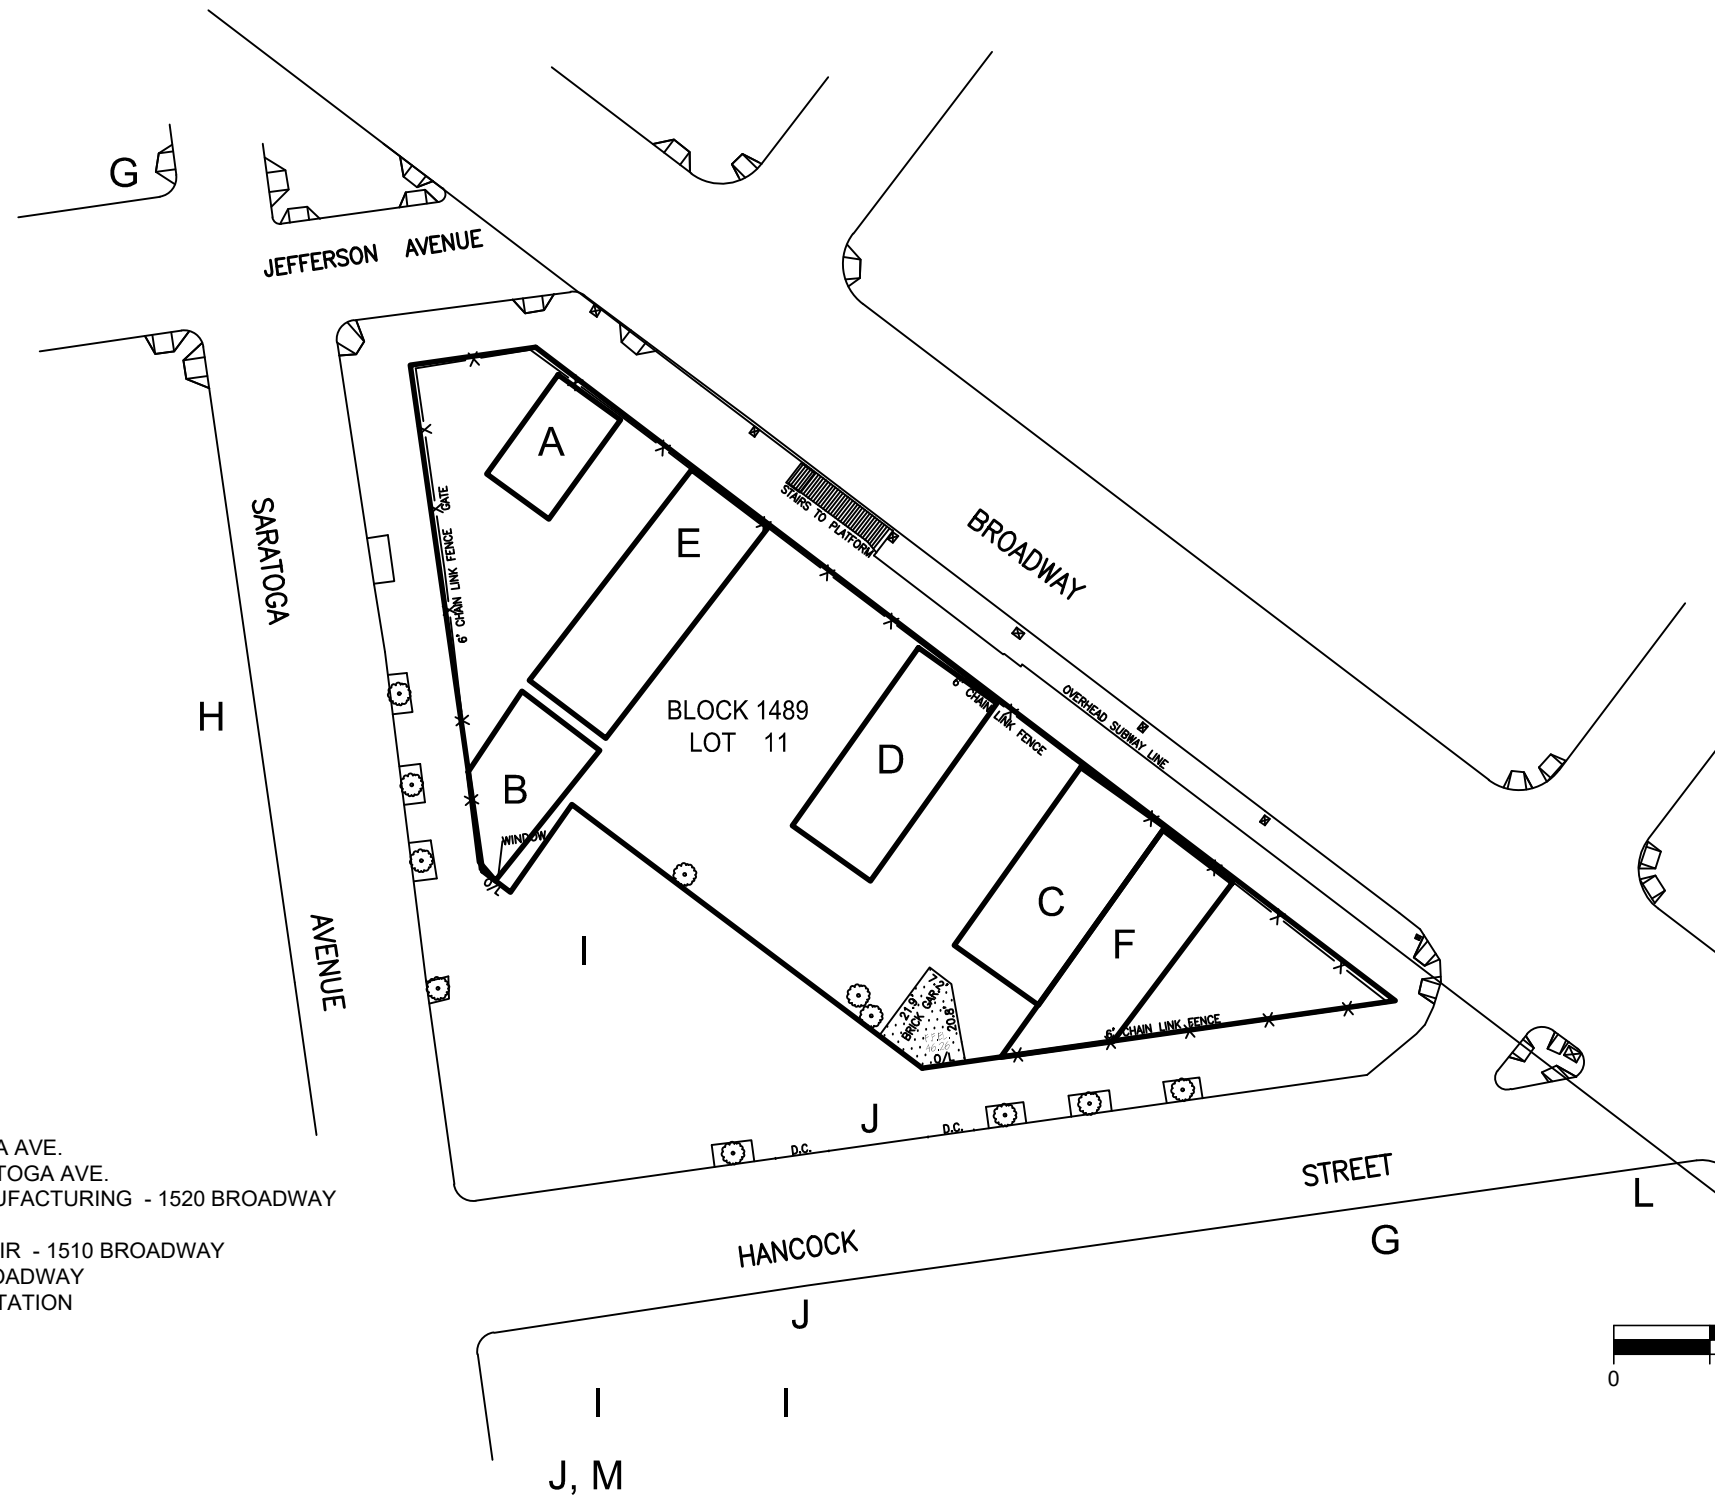 G
JEFFERSON AVENUE
A
E
STAIRS TO PLATFORM
BROADWAY
SARATOGA
6' CHAIN LINK FENCE GATE
H
BLOCK 1489
LOT 11
D
6' CHAIN LINK FENCE
OVERHEAD SUBWAY LINE
B
WINDOW
O/L
C
F
AVENUE
I
21.9'
7.2'
BRICK GAR.
20.8'
O/L
6' CHAIN LINK FENCE
J
D.C.
D.C.
A AVE.
TOGA AVE.
UFACTURING - 1520 BROADWAY
IR - 1510 BROADWAY
OADWAY
TATION
STREET
L
HANCOCK
G
J
0
I
I
J, M